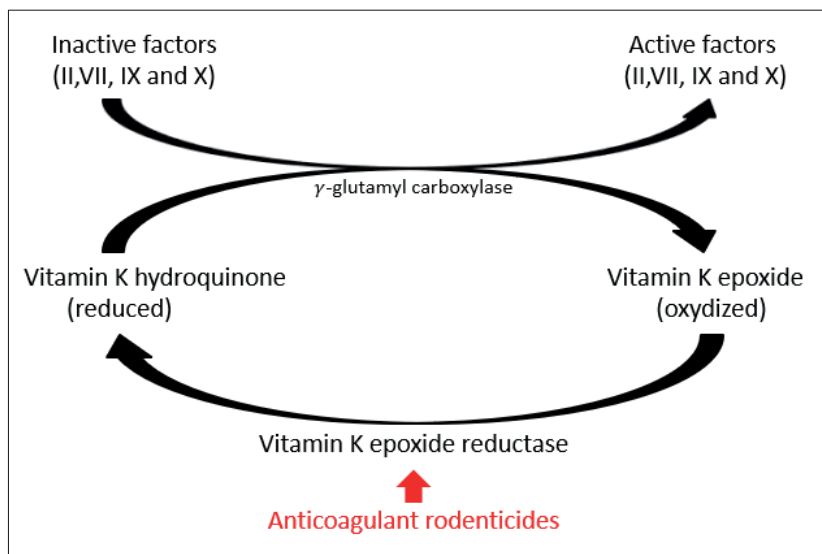 Inactive factors
(II,VII, IX and X)
Active factors
(II,VII, IX and X)
γ-glutamyl carboxylase
Vitamin K hydroquinone
(reduced)
Vitamin K epoxide
(oxydized)
Vitamin K epoxide reductase
Anticoagulant rodenticides